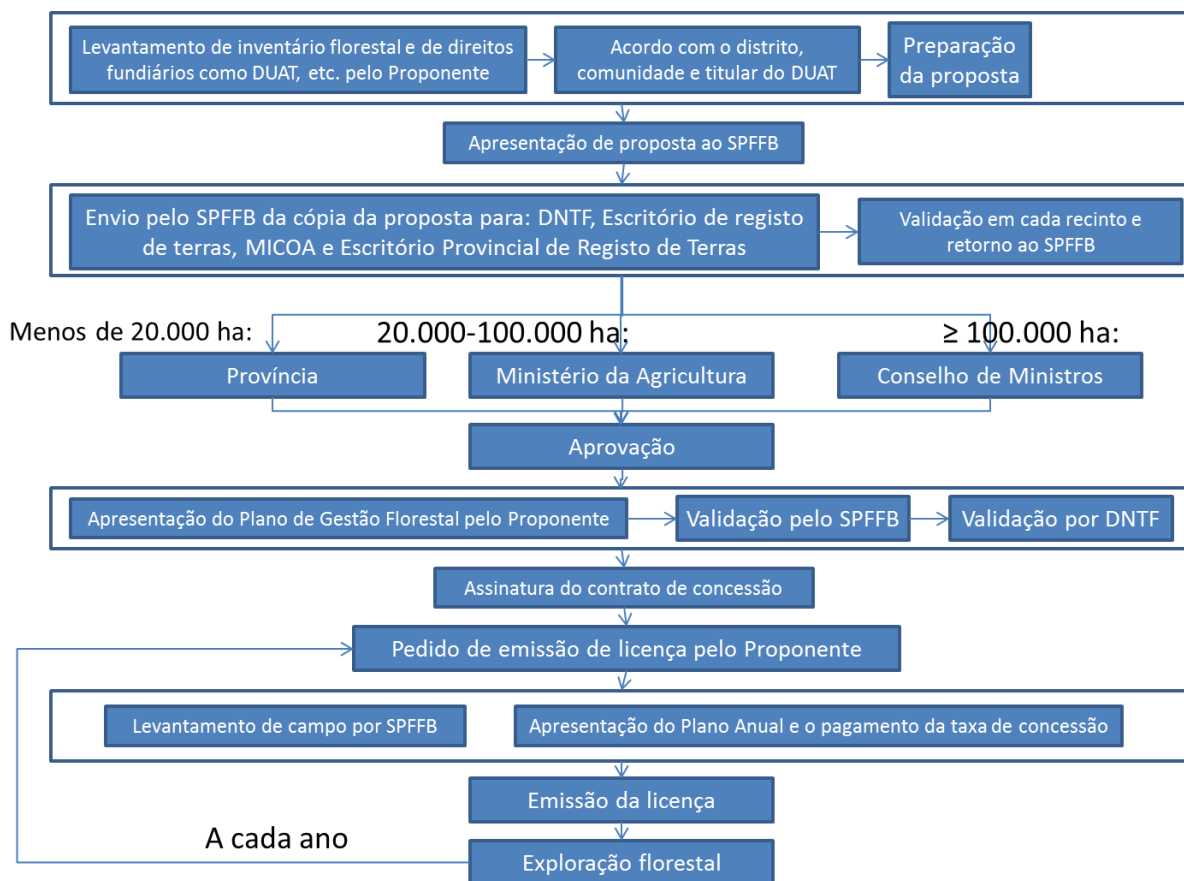 Levantamento de inventário florestal e de direitos
fundiários como DUAT, etc. pelo Proponente
Acordo com o distrito,
comunidade e titular do DUAT
Preparação
da proposta
Apresentação de proposta ao SPFFB
Envio pelo SPFFB da cópia da proposta para: DNTF, Escritório de registo
de terras, MICOA e Escritório Provincial de Registo de Terras
Validação em cada recinto e
retorno ao SPFFB
Menos de 20.000 ha:
20.000-100.000 ha:
≥ 100.000 ha:
Província
Ministério da Agricultura
Conselho de Ministros
Aprovação
Apresentação do Plano de Gestão Florestal pelo Proponente
Validação pelo SPFFB
Validação por DNTF
Assinatura do contrato de concessão
Pedido de emissão de licença pelo Proponente
Levantamento de campo por SPFFB
Apresentação do Plano Anual e o pagamento da taxa de concessão
Emissão da licença
A cada ano
Exploração florestal